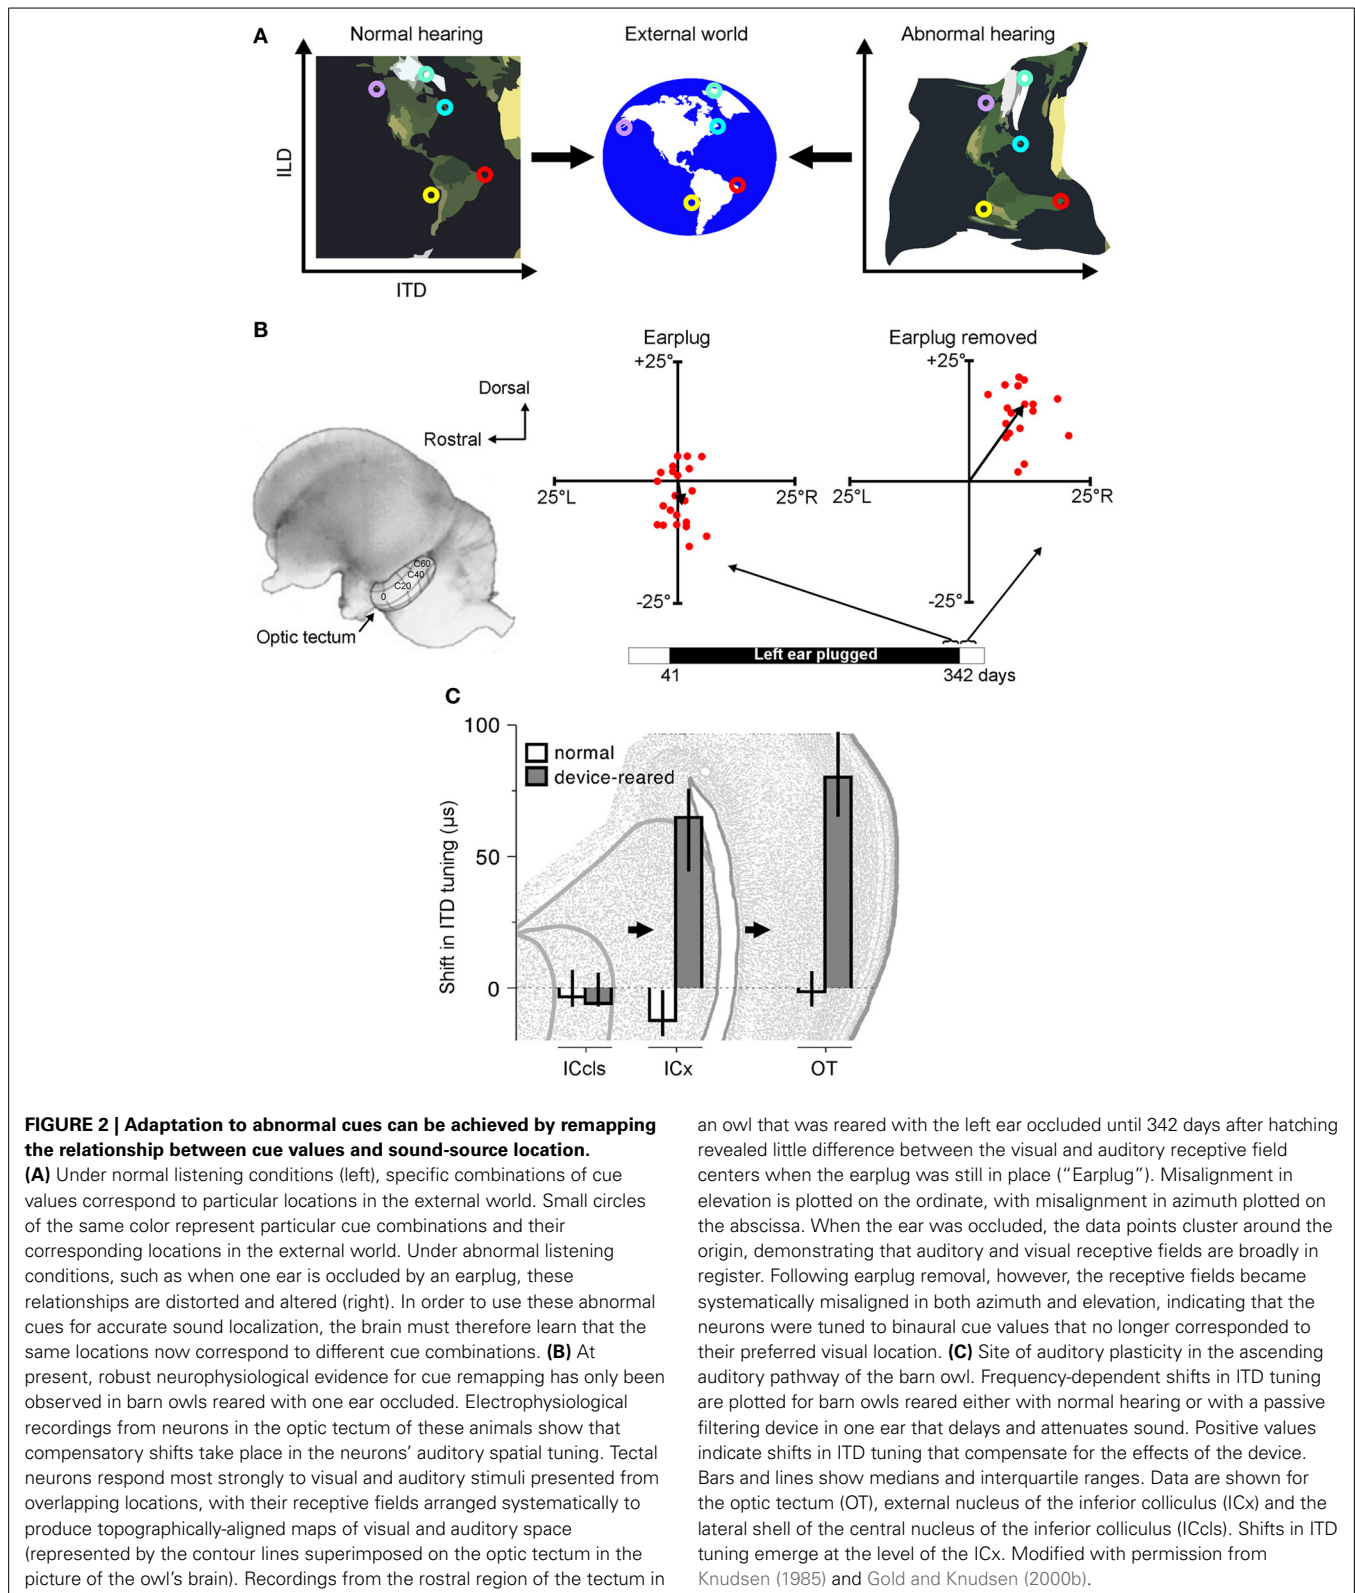 A
Normal hearing
External world
Abnormal hearing
ILD
ITD
B
Earplug
Earplug removed
+25°
+25°
Dorsal
Rostral
25°L
25°R
25°L
25°R
C60
C40
C20
0
-25°
-25°
Optic tectum
Left ear plugged
41
342 days
C
100
normal
device-reared
50
Shift in ITD tuning (µs)
0
ICcls
ICx
OT
FIGURE 2 | Adaptation to abnormal cues can be achieved by remapping
the relationship between cue values and sound-source location.
(A) Under normal listening conditions (left), specific combinations of cue
values correspond to particular locations in the external world. Small circles
of the same color represent particular cue combinations and their
corresponding locations in the external world. Under abnormal listening
conditions, such as when one ear is occluded by an earplug, these
relationships are distorted and altered (right). In order to use these abnormal
cues for accurate sound localization, the brain must therefore learn that the
same locations now correspond to different cue combinations. (B) At
present, robust neurophysiological evidence for cue remapping has only been
observed in barn owls reared with one ear occluded. Electrophysiological
recordings from neurons in the optic tectum of these animals show that
compensatory shifts take place in the neurons' auditory spatial tuning. Tectal
neurons respond most strongly to visual and auditory stimuli presented from
overlapping locations, with their receptive fields arranged systematically to
produce topographically-aligned maps of visual and auditory space
(represented by the contour lines superimposed on the optic tectum in the
picture of the owl's brain). Recordings from the rostral region of the tectum in
an owl that was reared with the left ear occluded until 342 days after hatching
revealed little difference between the visual and auditory receptive field
centers when the earplug was still in place ("Earplug"). Misalignment in
elevation is plotted on the ordinate, with misalignment in azimuth plotted on
the abscissa. When the ear was occluded, the data points cluster around the
origin, demonstrating that auditory and visual receptive fields are broadly in
register. Following earplug removal, however, the receptive fields became
systematically misaligned in both azimuth and elevation, indicating that the
neurons were tuned to binaural cue values that no longer corresponded to
their preferred visual location. (C) Site of auditory plasticity in the ascending
auditory pathway of the barn owl. Frequency-dependent shifts in ITD tuning
are plotted for barn owls reared either with normal hearing or with a passive
filtering device in one ear that delays and attenuates sound. Positive values
indicate shifts in ITD tuning that compensate for the effects of the device.
Bars and lines show medians and interquartile ranges. Data are shown for
the optic tectum (OT), external nucleus of the inferior colliculus (ICx) and the
lateral shell of the central nucleus of the inferior colliculus (ICcls). Shifts in ITD
tuning emerge at the level of the ICx. Modified with permission from
Knudsen (1985) and Gold and Knudsen (2000b).